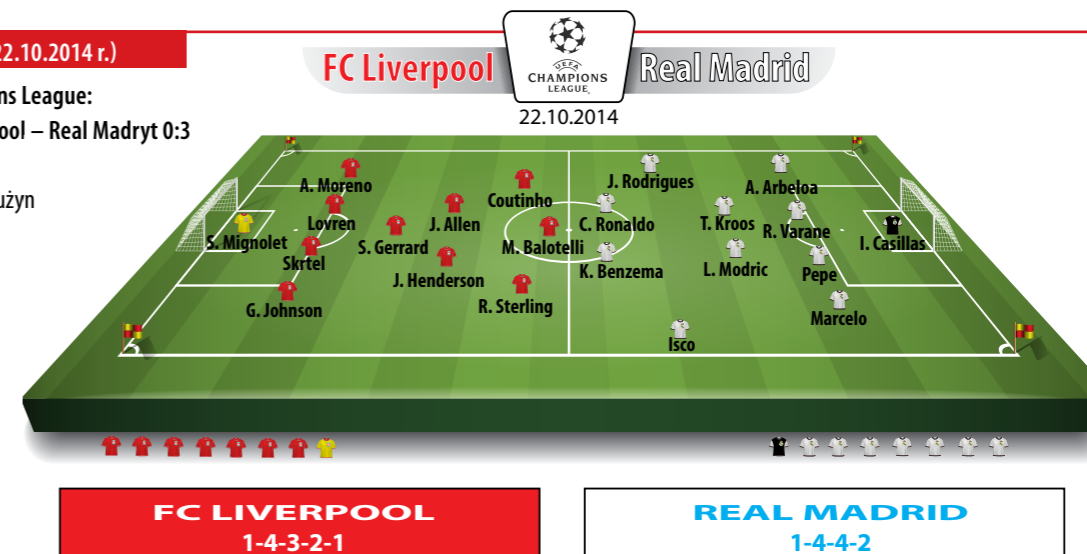 22.10.2014 r.)
ns League:
ool – Real Madryt 0:3
użyn
FC Liverpool
UEFA
CHAMPIONS
LEAGUE
Real Madrid
22.10.2014
A. Moreno
Lovren
S. Mignolet
Skrtel
G. Johnson
S. Gerrard
J. Allen
J. Henderson
Coutinho
M. Balotelli
R. Sterling
J. Rodrigues
C. Ronaldo
K. Benzema
Isco
T. Kroos
L. Modric
A. Arbeloa
R. Varane
Pepe
Marcelo
I. Casillas
FC LIVERPOOL
1-4-3-2-1
REAL MADRID
1-4-4-2